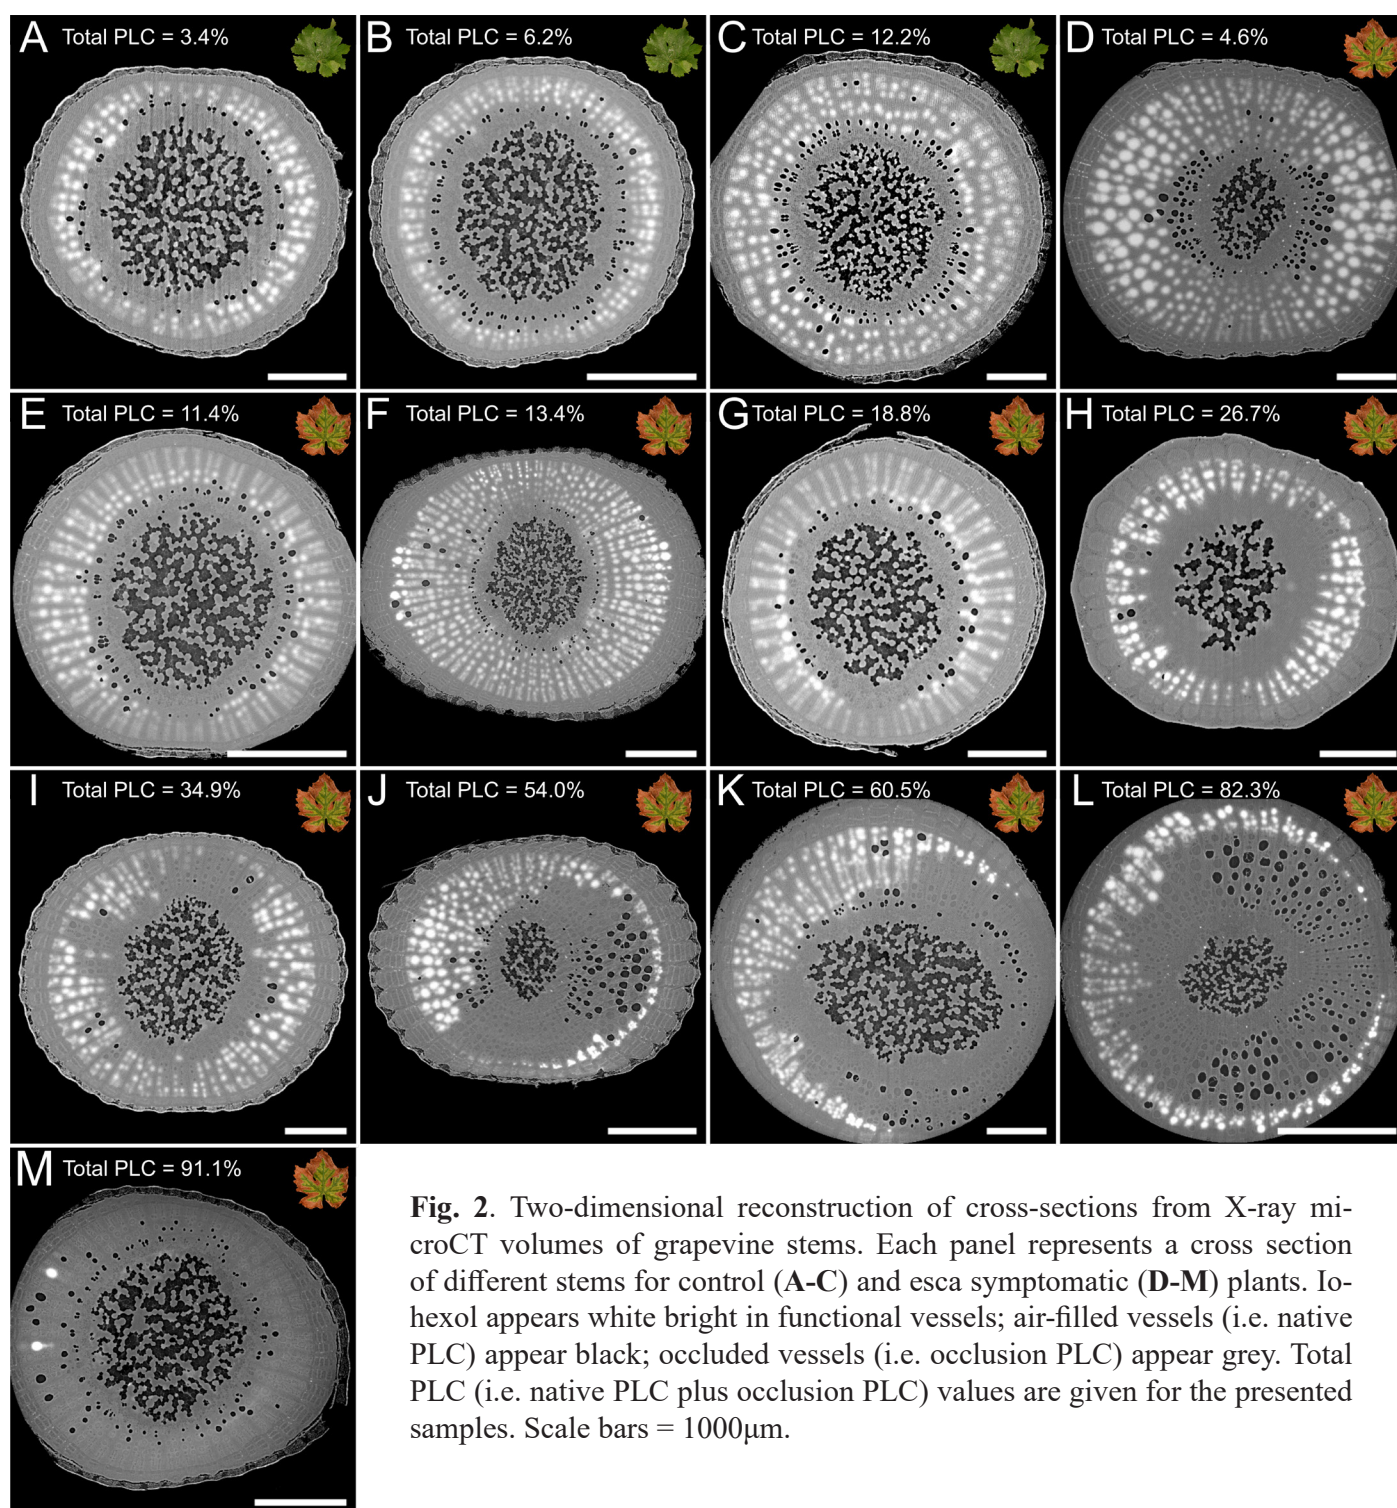 A Total PLC = 3.4%
B Total PLC = 6.2%
C Total PLC = 12.2%
D Total PLC = 4.6%
E Total PLC = 11.4%
F Total PLC = 13.4%
G Total PLC = 18.8%
H Total PLC = 26.7%
I Total PLC = 34.9%
J Total PLC = 54.0%
K Total PLC = 60.5%
L Total PLC = 82.3%
M Total PLC = 91.1%
Fig. 2. Two-dimensional reconstruction of cross-sections from X-ray mi-
croCT volumes of grapevine stems. Each panel represents a cross section
of different stems for control (A-C) and esca symptomatic (D-M) plants. Io-
hexol appears white bright in functional vessels; air-filled vessels (i.e. native
PLC) appear black; occluded vessels (i.e. occlusion PLC) appear grey. Total
PLC (i.e. native PLC plus occlusion PLC) values are given for the presented
samples. Scale bars = 1000μm.